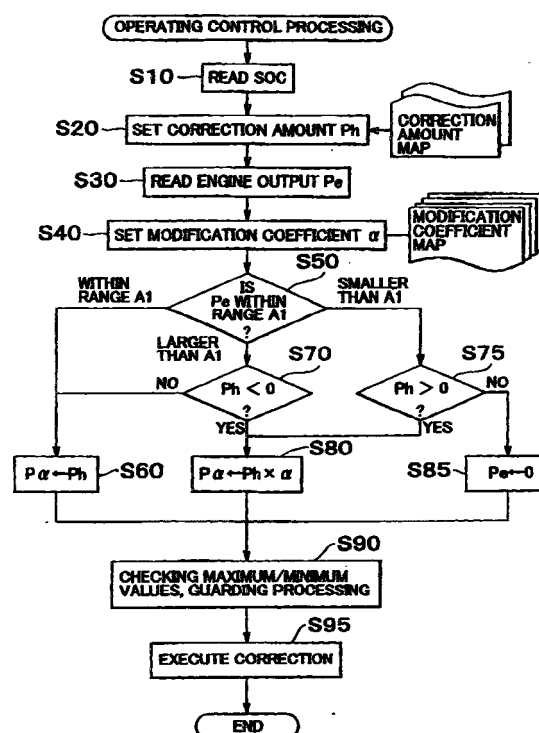 OPERATING CONTROL PROCESSING
S10
READ SOC
S20
SET CORRECTION AMOUNT Ph
CORRECTION
AMOUNT
MAP
S30
READ ENGINE OUTPUT Pe
S40
SET MODIFICATION COEFFICIENT α
MODIFICATION
COEFFICIENT
MAP
S50
WITHIN
RANGE A1
IS
Pe WITHIN
RANGE A1
?
SMALLER
THAN A1
LARGER
THAN A1
S70
S75
NO
Ph < 0
?
YES
Ph > 0
?
NO
YES
Pα←Ph
S60
S80
Pα←Ph × α
S85
Pe←0
S90
CHECKING MAXIMUM/MINIMUM
VALUES, GUARDING PROCESSING
S95
EXECUTE CORRECTION
END